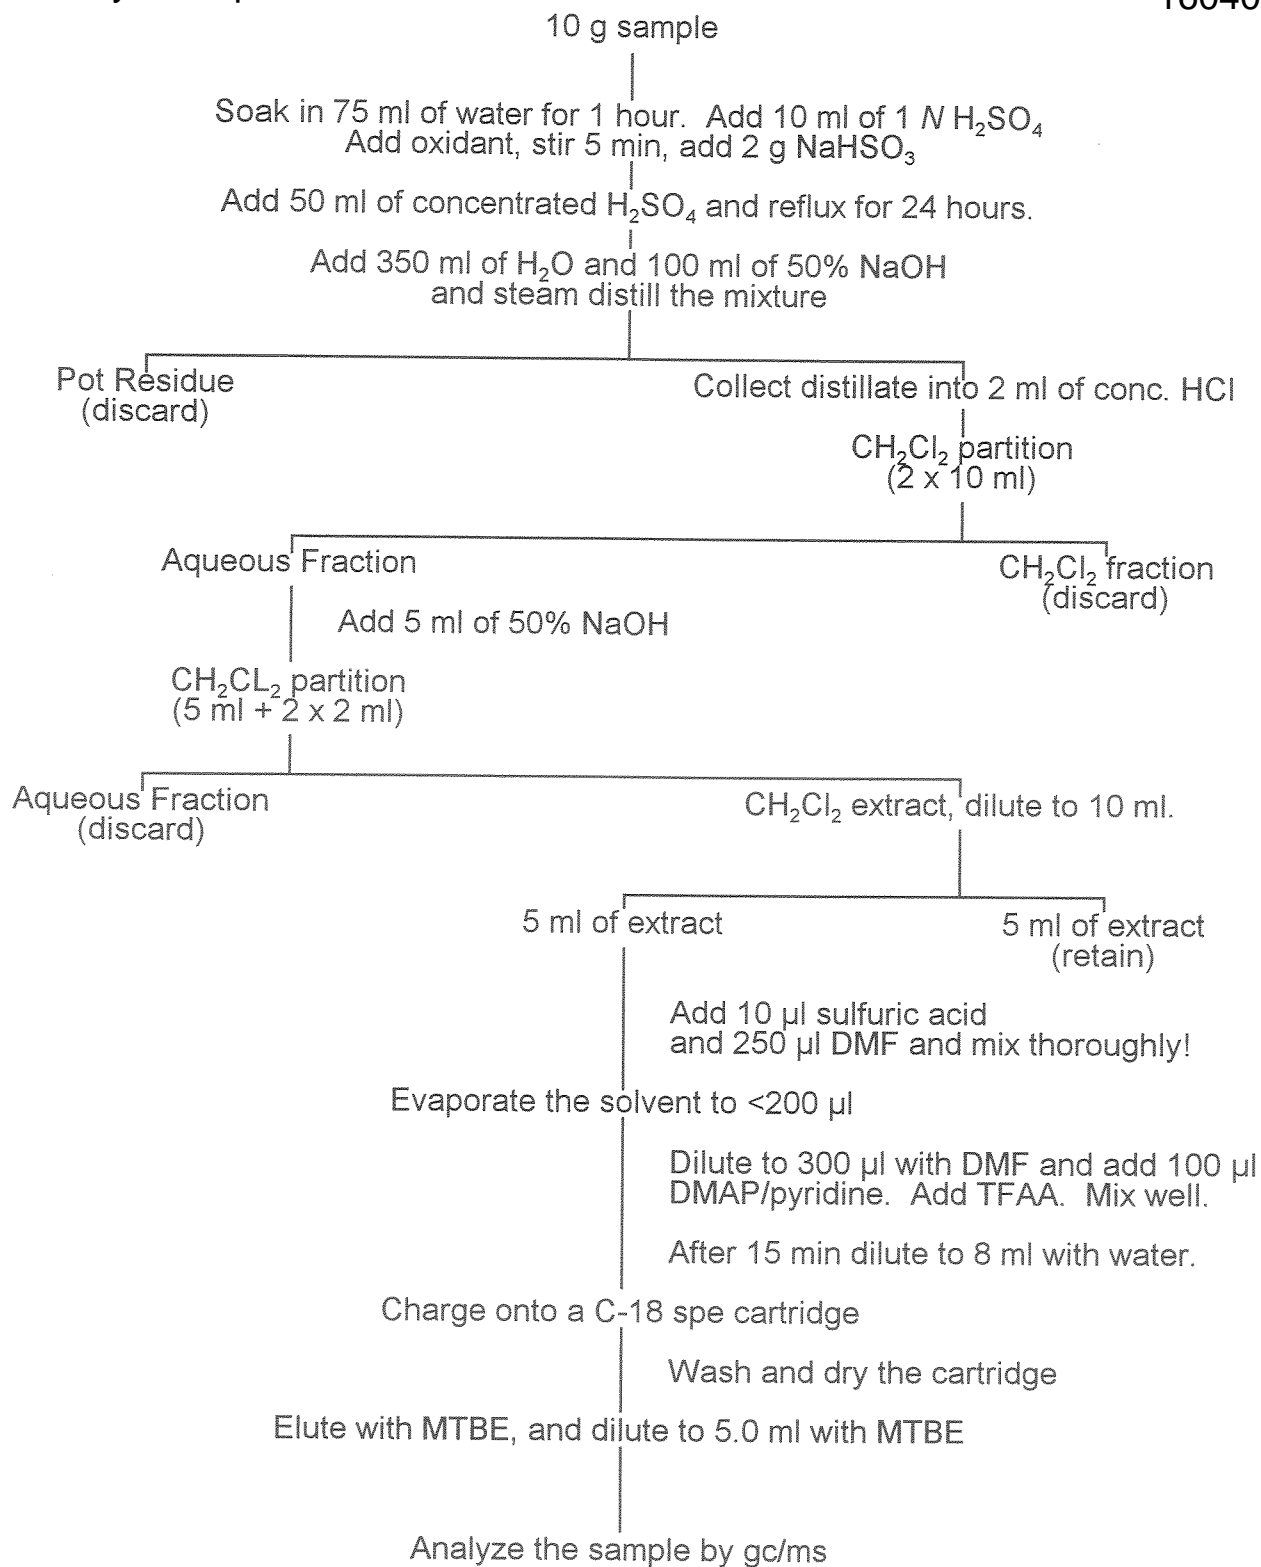 10 g sample
Soak in 75 ml of water for 1 hour.  Add 10 ml of 1 N H₂SO₄
Add oxidant, stir 5 min, add 2 g NaHSO₃
Add 50 ml of concentrated H₂SO₄ and reflux for 24 hours.
Add 350 ml of H₂O and 100 ml of 50% NaOH
and steam distill the mixture
Pot Residue
(discard)
Collect distillate into 2 ml of conc. HCl
CH₂Cl₂ partition
(2 x 10 ml)
Aqueous Fraction
CH₂Cl₂ fraction
(discard)
Add 5 ml of 50% NaOH
CH₂CL₂ partition
(5 ml + 2 x 2 ml)
Aqueous Fraction
(discard)
CH₂Cl₂ extract, dilute to 10 ml.
5 ml of extract
5 ml of extract
(retain)
Add 10 µl sulfuric acid
and 250 µl DMF and mix thoroughly!
Evaporate the solvent to <200 µl
Dilute to 300 µl with DMF and add 100 µl
DMAP/pyridine.  Add TFAA.  Mix well.
After 15 min dilute to 8 ml with water.
Charge onto a C-18 spe cartridge
Wash and dry the cartridge
Elute with MTBE, and dilute to 5.0 ml with MTBE
Analyze the sample by gc/ms